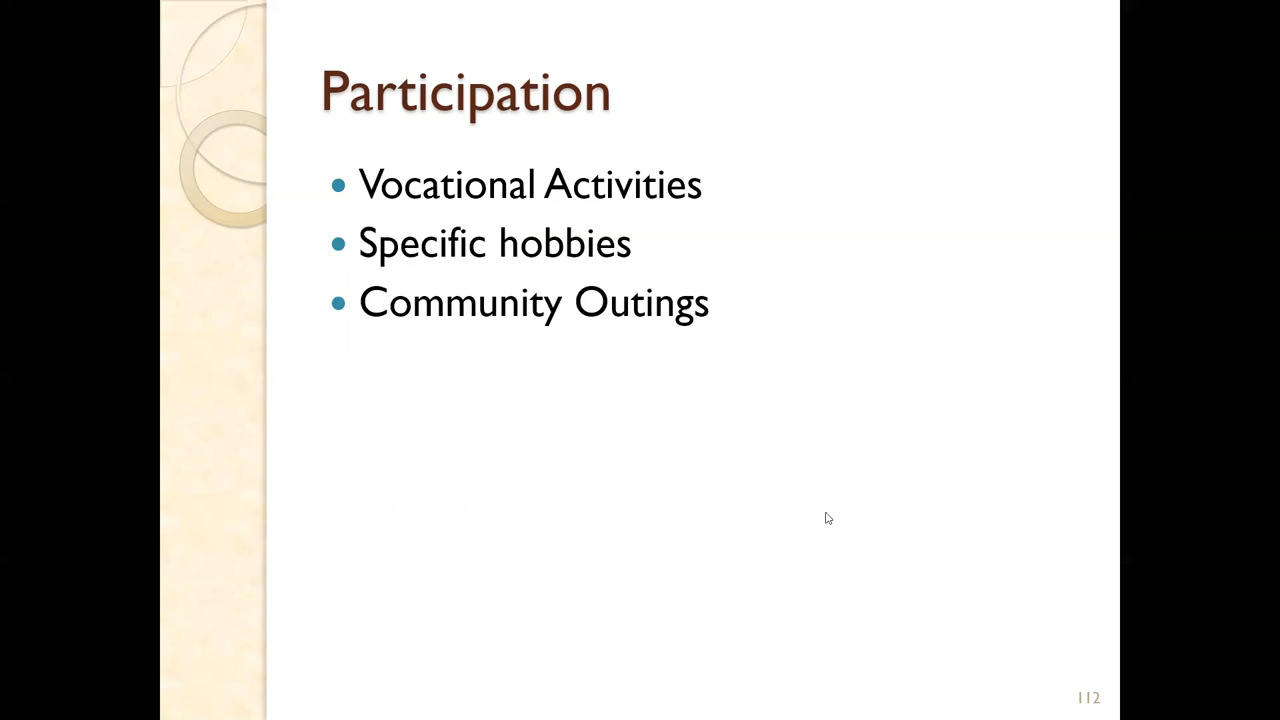 Participation
• Vocational Activities
• Specific hobbies
• Community Outings
112